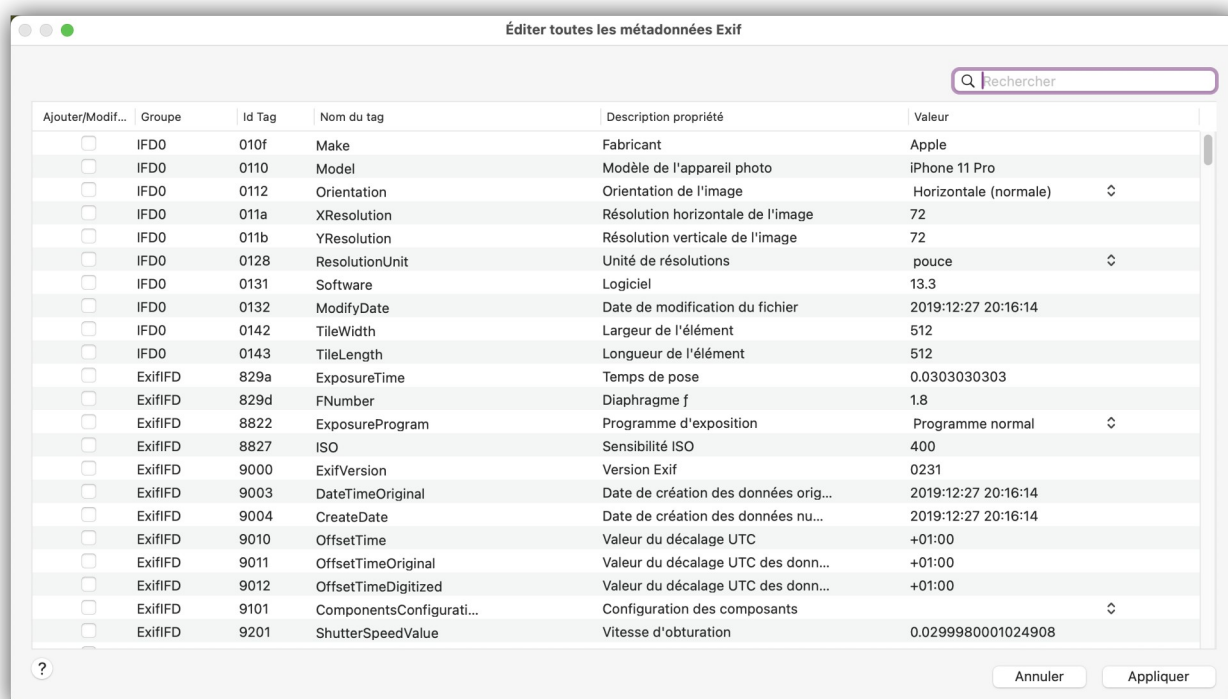 Éditer toutes les métadonnées Exif
Rechercher
Ajouter/Modif... Groupe Id Tag Nom du tag Description propriété Valeur
IFD0 010f Make Fabricant Apple
IFD0 0110 Model Modèle de l'appareil photo iPhone 11 Pro
IFD0 0112 Orientation Orientation de l'image Horizontale (normale)
IFD0 011a XResolution Résolution horizontale de l'image 72
IFD0 011b YResolution Résolution verticale de l'image 72
IFD0 0128 ResolutionUnit Unité de résolutions pouce
IFD0 0131 Software Logiciel 13.3
IFD0 0132 ModifyDate Date de modification du fichier 2019:12:27 20:16:14
IFD0 0142 TileWidth Largeur de l'élément 512
IFD0 0143 TileLength Longueur de l'élément 512
ExifIFD 829a ExposureTime Temps de pose 0.0303030303
ExifIFD 829d FNumber Diaphragme ƒ 1.8
ExifIFD 8822 ExposureProgram Programme d'exposition Programme normal
ExifIFD 8827 ISO Sensibilité ISO 400
ExifIFD 9000 ExifVersion Version Exif 0231
ExifIFD 9003 DateTimeOriginal Date de création des données orig... 2019:12:27 20:16:14
ExifIFD 9004 CreateDate Date de création des données nu... 2019:12:27 20:16:14
ExifIFD 9010 OffsetTime Valeur du décalage UTC +01:00
ExifIFD 9011 OffsetTimeOriginal Valeur du décalage UTC des donn... +01:00
ExifIFD 9012 OffsetTimeDigitized Valeur du décalage UTC des donn... +01:00
ExifIFD 9101 ComponentsConfigurati... Configuration des composants
ExifIFD 9201 ShutterSpeedValue Vitesse d'obturation 0.0299980001024908
?
Annuler Appliquer